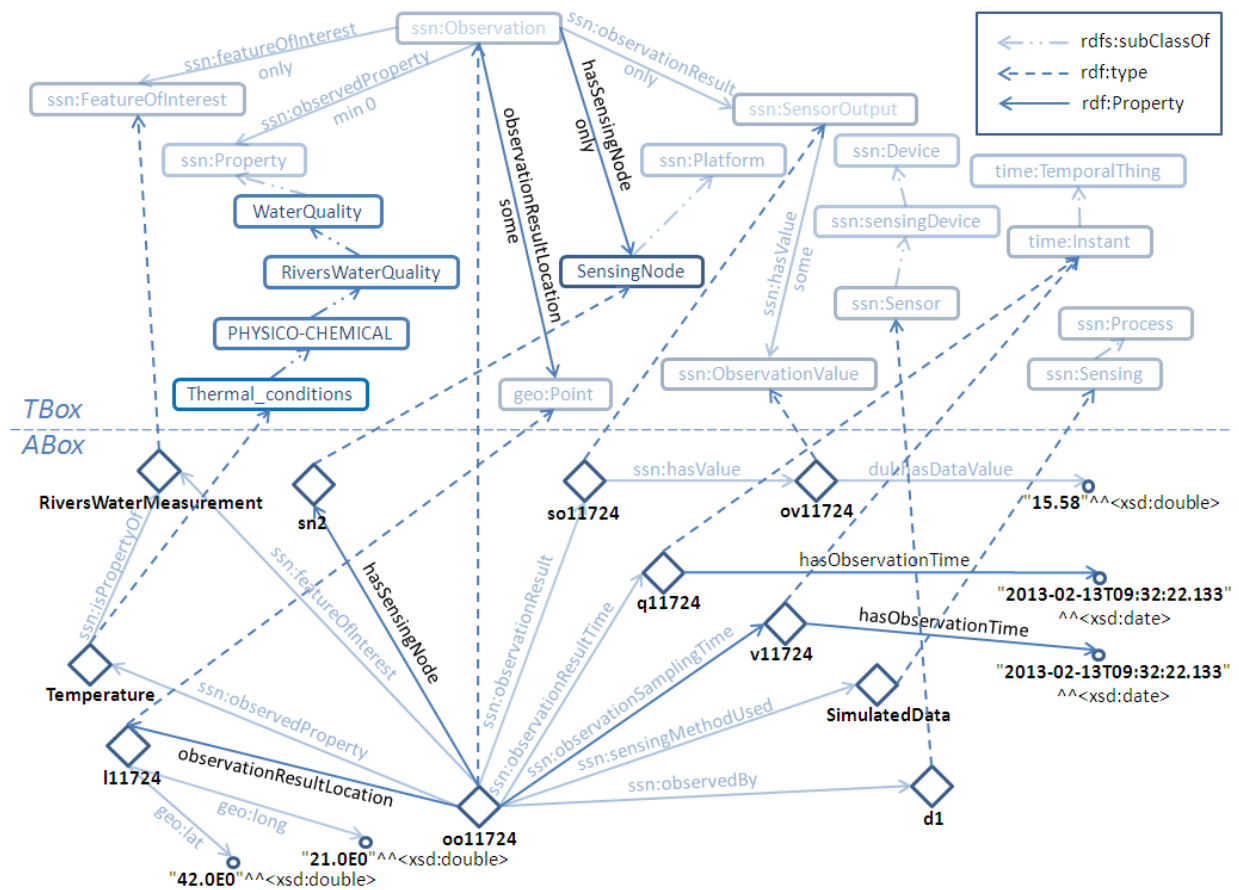 ssn:Observation
ssn:featureOfInterest
only
ssn:observedProperty
min 0
ssn:observationResult
only
hasSensingNode
only
observationResultLocation
some
rdfs:subClassOf
rdf:type
rdf:Property
ssn:FeatureOfInterest
ssn:SensorOutput
ssn:Property
ssn:Platform
ssn:Device
time:TemporalThing
WaterQuality
ssn:sensingDevice
time:Instant
ssn:hasValue
some
RiversWaterQuality
SensingNode
ssn:Sensor
PHYSICO-CHEMICAL
ssn:Process
Thermal_conditions
geo:Point
ssn:ObservationValue
ssn:Sensing
TBox
ABox
RiversWaterMeasurement
sn2
so11724
ssn:hasValue
ov11724
dul:hasDataValue
"15.58"^^<xsd:double>
ssn:isPropertyOf
ssn:featureOfInterest
hasSensingNode
ssn:observationResult
ssn:observationResultTime
q11724
hasObservationTime
"2013-02-13T09:32:22.133"
^^<xsd:date>
ssn:observationSamplingTime
v11724
hasObservationTime
"2013-02-13T09:32:22.133"
^^<xsd:date>
Temperature
ssn:observedProperty
ssn:sensingMethodUsed
SimulatedData
l11724
observationResultLocation
oo11724
ssn:observedBy
d1
geo:lat
geo:long
"21.0E0"^^<xsd:double>
"42.0E0"^^<xsd:double>